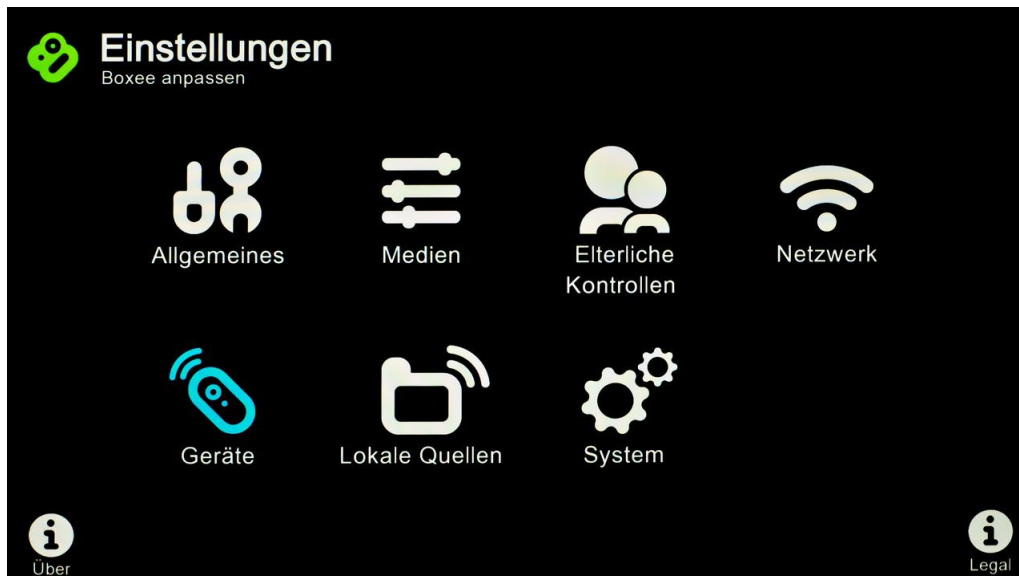 Einstellungen
Boxee anpassen
Allgemeines
Medien
Elterliche
Kontrollen
Netzwerk
Geräte
Lokale Quellen
System
Über
Legal